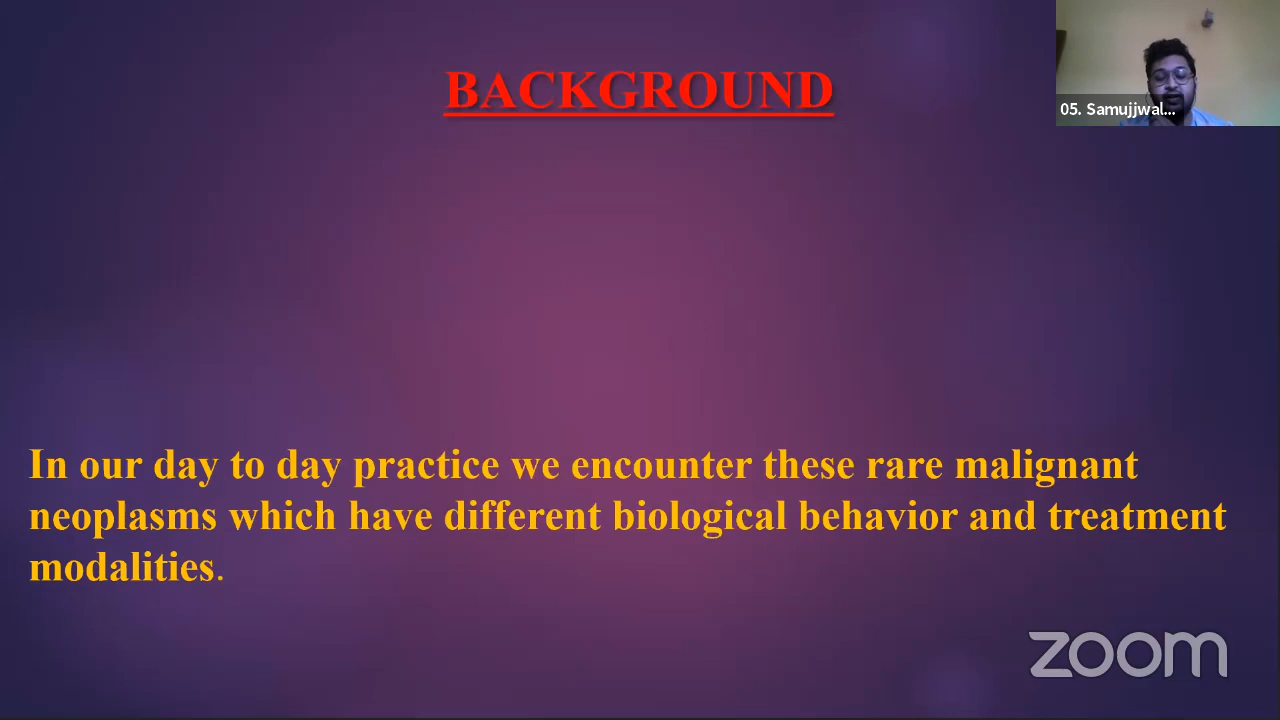 BACKGROUND
05. Samujjwal...
In our day to day practice we encounter these rare malignant
neoplasms which have different biological behavior and treatment
modalities.
zoom